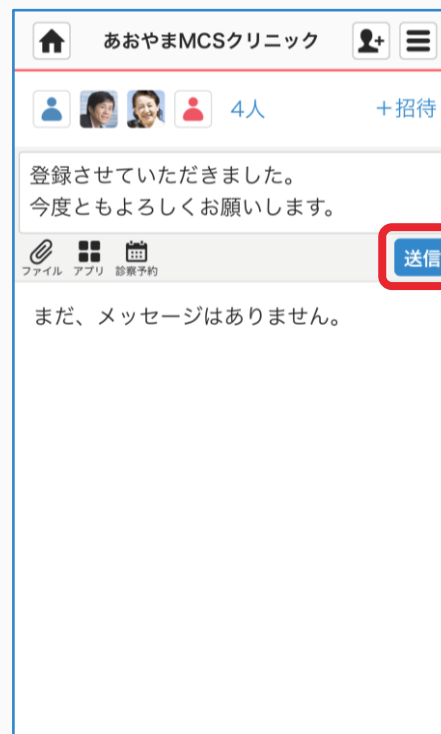 あおやまMCSクリニック
4人
＋招待
登録させていただきました。
今度ともよろしくお願いします。
ファイル
アプリ
診察予約
送信
まだ、メッセージはありません。